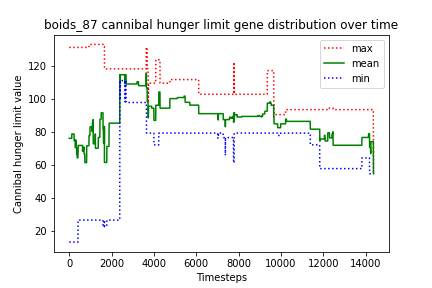 boids_87 cannibal hunger limit gene distribution over time
max
mean
min
Cannibal hunger limit value
120
100
80
60
40
20
0
2000
4000
6000
8000
10000
12000
14000
Timesteps